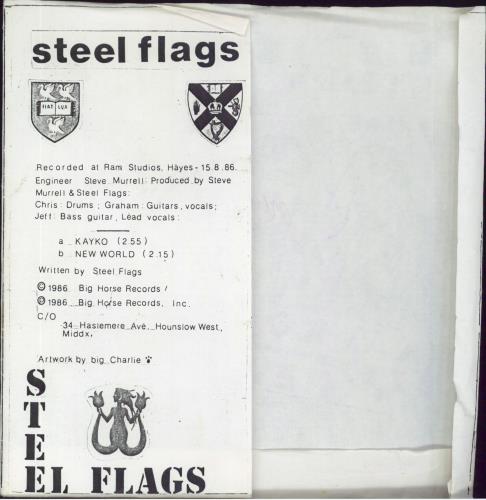 steel flags
FIAT LUX
Recorded at Ram Studios, Hayes - 15.8.86.
Engineer Steve Murrell Produced by Steve
Murrell & Steel Flags:
Chris: Drums; Graham: Guitars, vocals;
Jeff: Bass guitar, Lead vocals:
a KAYKO (2.55)
b NEW WORLD (2.15)
Written by Steel Flags
© 1986 Big Horse Records
℗ 1986 Big Horse Records, Inc.
C/O
34 Haslemere Ave. Hounslow West,
Middx.
Artwork by big Charlie
STEEL FLAGS